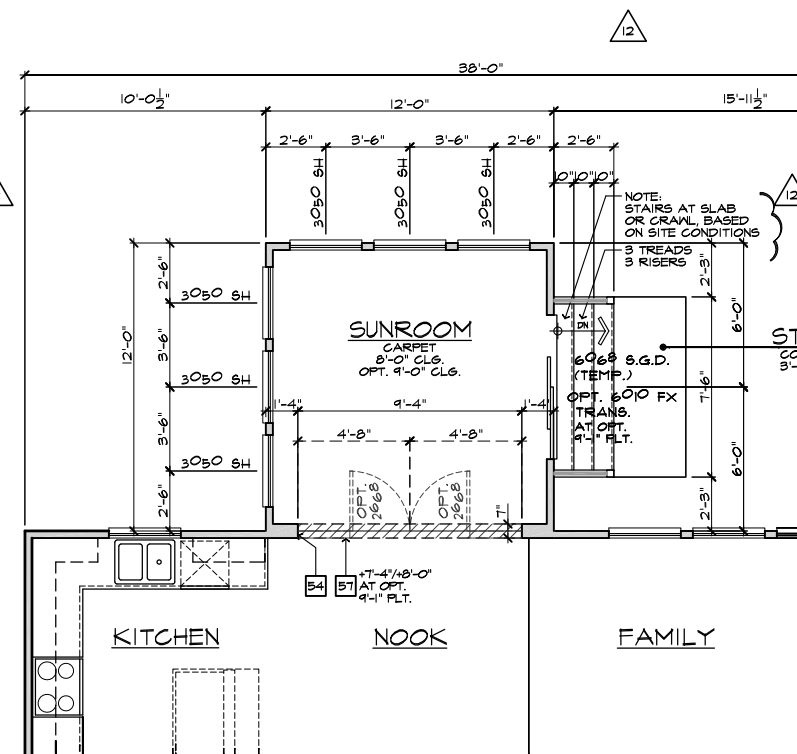 12
38'-0"
10'-0½"
12'-0"
15'-11½"
2'-6"
3'-6"
3'-6"
2'-6"
2'-6"
3050 SH
3050 SH
3050 SH
10"
10"
10"
NOTE:
STAIRS AT SLAB
OR CRAWL, BASED
ON SITE CONDITIONS
12
3 TREADS
3 RISERS
12'-0"
2'-6"
3'-6"
3'-6"
2'-6"
3050 SH
3050 SH
3050 SH
SUNROOM
CARPET
8'-0" CLG.
OPT. 9'-0" CLG.
DN
6068 S.G.D.
(TEMP.)
OPT. 6010 FX
TRANS.
AT OPT.
9'-1" PLT.
2'-3"
7'-6"
2'-3"
6'-0"
6'-0"
ST
CO
3'-
1'-4"
9'-4"
1'-4"
4'-8"
4'-8"
OPT.
2668
OPT.
2668
7"
54
57
+7'-4"/+8'-0"
AT OPT.
9'-1" PLT.
KITCHEN
NOOK
FAMILY